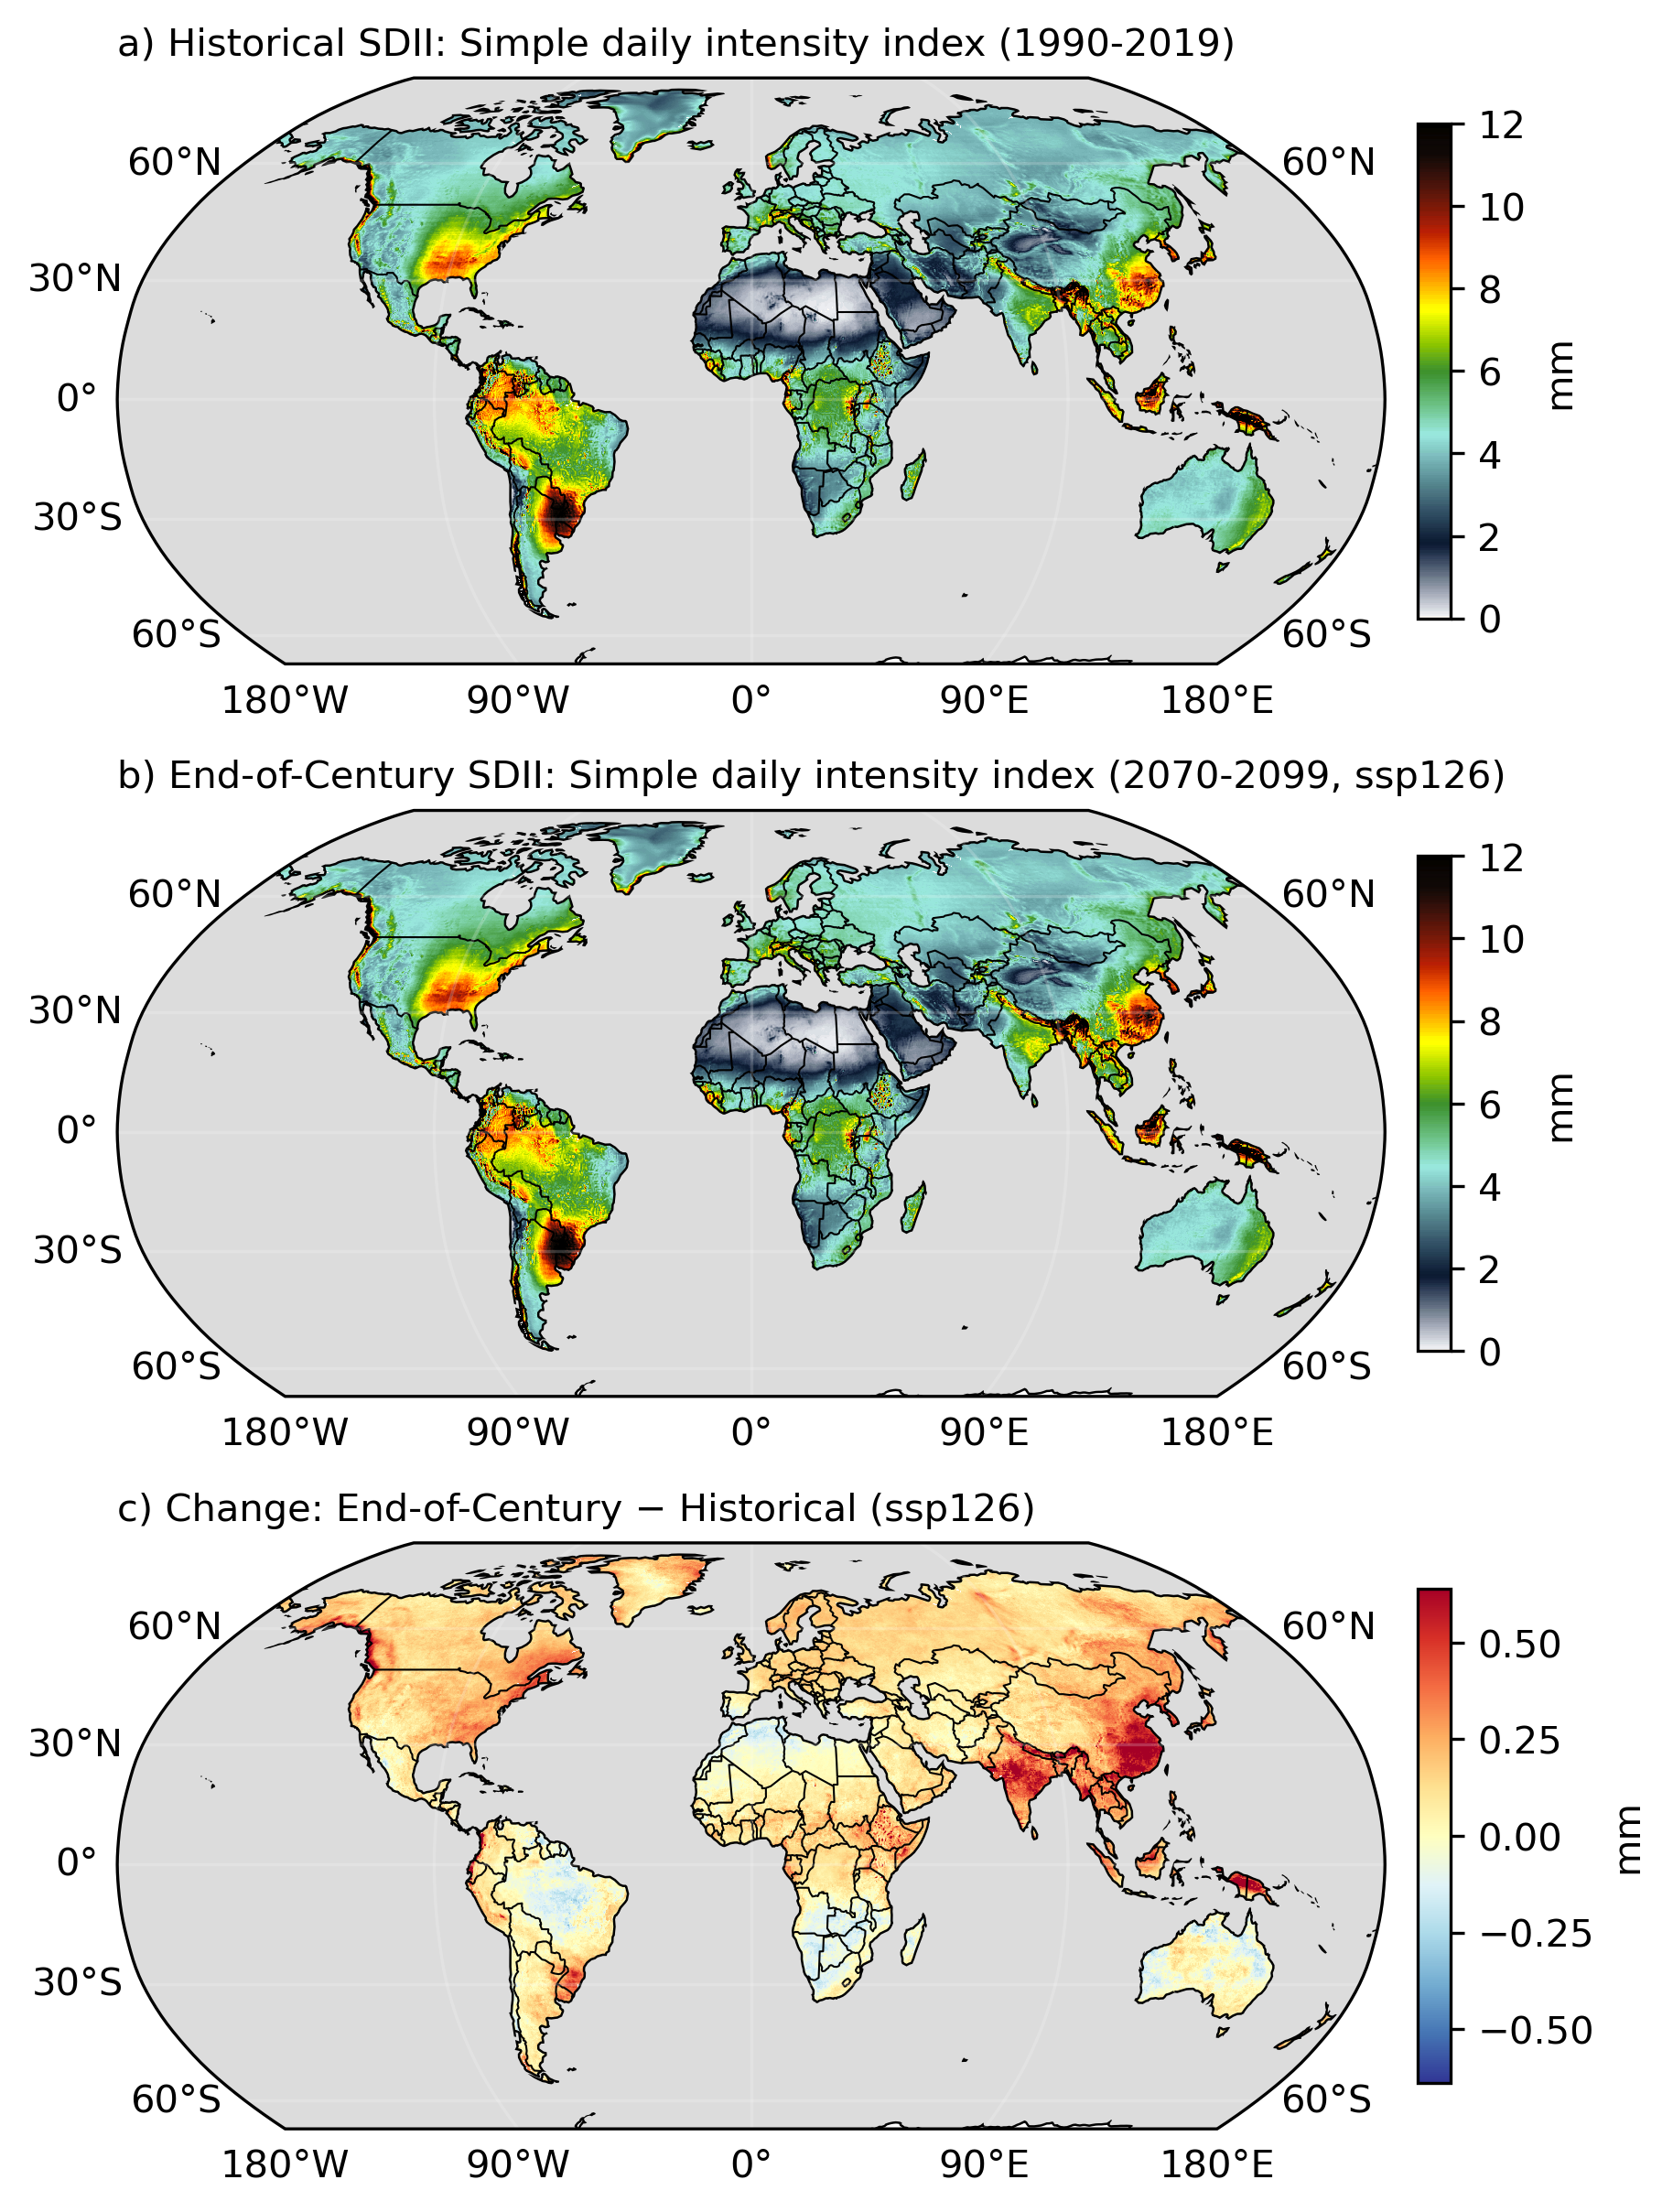 a) Historical SDII: Simple daily intensity index (1990-2019)
12
60°N 60°N
10
30°N
8
0°
6
mm
4
30°S
2
60°S 60°S
0
180°W 90°W 0° 90°E 180°E
b) End-of-Century SDII: Simple daily intensity index (2070-2099, ssp126)
12
60°N 60°N
10
30°N
8
0°
6
mm
4
30°S
2
60°S 60°S
0
180°W 90°W 0° 90°E 180°E
c) Change: End-of-Century − Historical (ssp126)
60°N 60°N
0.50
30°N
0.25
0°
0.00
mm
−0.25
30°S
−0.50
60°S 60°S
180°W 90°W 0° 90°E 180°E